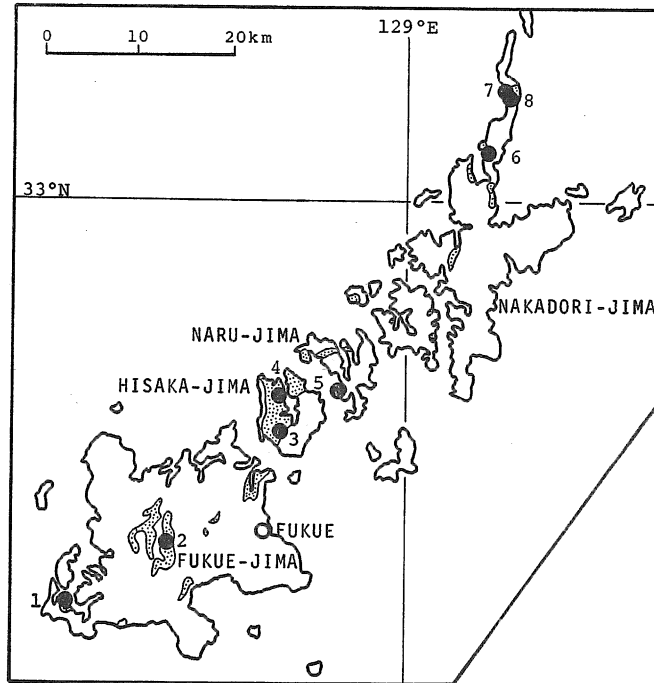 0 10 20km
129°E
7
8
6
33°N
NAKADORI-JIMA
NARU-JIMA
4
HISAKA-JIMA
5
3
FUKUE
2
FUKUE-JIMA
1